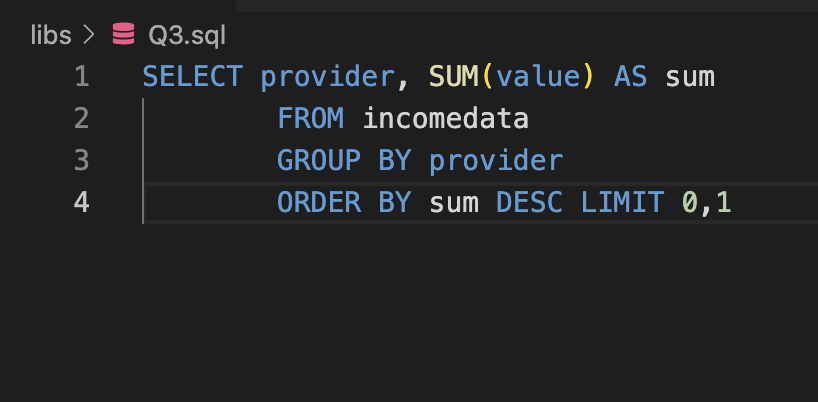 libs > Q3.sql
1 SELECT provider, SUM(value) AS sum
2 FROM incomedata
3 GROUP BY provider
4 ORDER BY sum DESC LIMIT 0,1